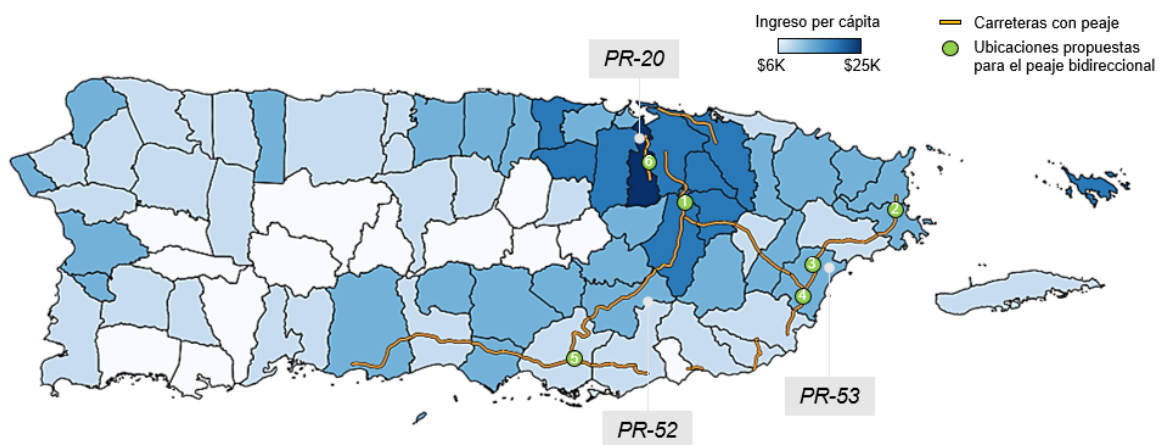 Ingreso per cápita
$6K
$25K
Carreteras con peaje
Ubicaciones propuestas
para el peaje bidireccional
PR-20
6
1
2
3
4
5
PR-53
PR-52